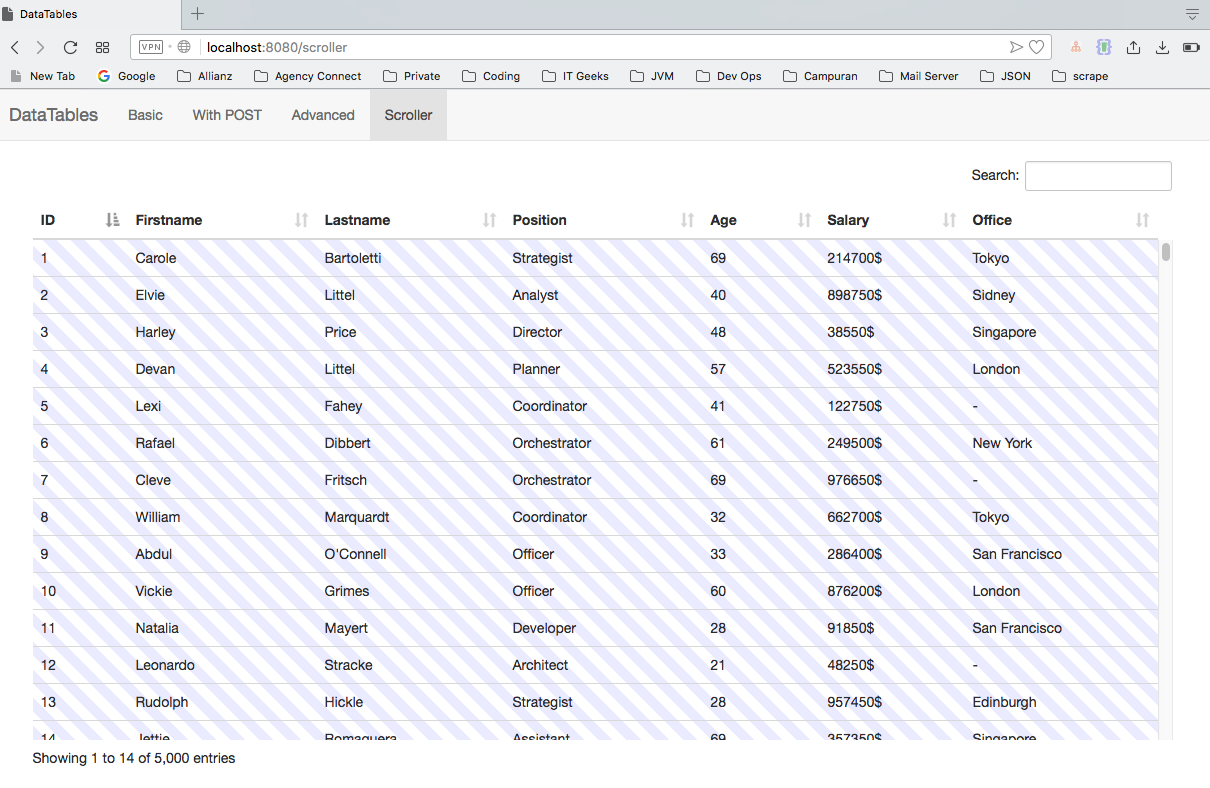 DataTables
VPN localhost:8080/scroller
New Tab Google Allianz Agency Connect Private Coding IT Geeks JVM Dev Ops Campuran Mail Server JSON scrape
DataTables Basic With POST Advanced Scroller
Search:
ID Firstname Lastname Position Age Salary Office
1 Carole Bartoletti Strategist 69 214700$ Tokyo
2 Elvie Littel Analyst 40 898750$ Sidney
3 Harley Price Director 48 38550$ Singapore
4 Devan Littel Planner 57 523550$ London
5 Lexi Fahey Coordinator 41 122750$ -
6 Rafael Dibbert Orchestrator 61 249500$ New York
7 Cleve Fritsch Orchestrator 69 976650$ -
8 William Marquardt Coordinator 32 662700$ Tokyo
9 Abdul O'Connell Officer 33 286400$ San Francisco
10 Vickie Grimes Officer 60 876200$ London
11 Natalia Mayert Developer 28 91850$ San Francisco
12 Leonardo Stracke Architect 21 48250$ -
13 Rudolph Hickle Strategist 28 957450$ Edinburgh
14 Jettie Romaguera Assistant 69 357350$ Singapore
Showing 1 to 14 of 5,000 entries